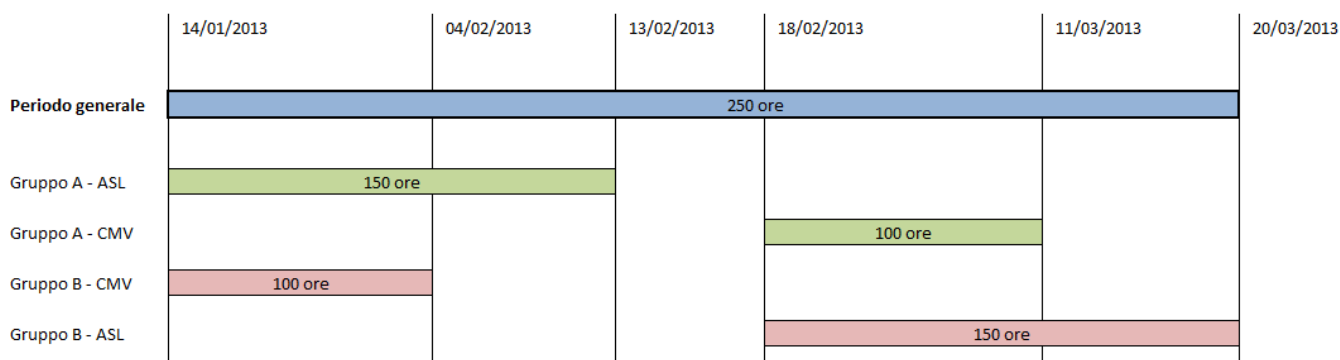 14/01/2013 04/02/2013 13/02/2013 18/02/2013 11/03/2013 20/03/2013
Periodo generale 250 ore
Gruppo A - ASL 150 ore
Gruppo A - CMV 100 ore
Gruppo B - CMV 100 ore
Gruppo B - ASL 150 ore